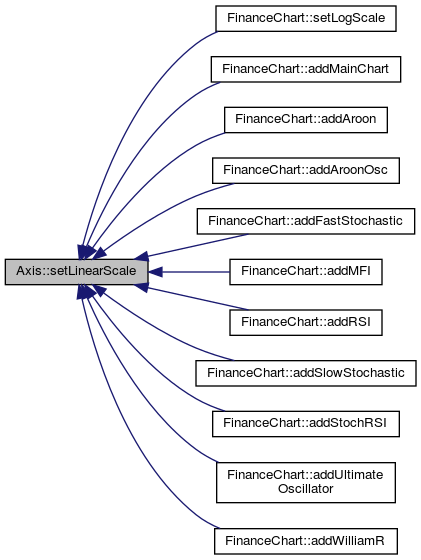 FinanceChart::setLogScale
FinanceChart::addMainChart
FinanceChart::addAroon
FinanceChart::addAroonOsc
FinanceChart::addFastStochastic
Axis::setLinearScale
FinanceChart::addMFI
FinanceChart::addRSI
FinanceChart::addSlowStochastic
FinanceChart::addStochRSI
FinanceChart::addUltimate
Oscillator
FinanceChart::addWilliamR